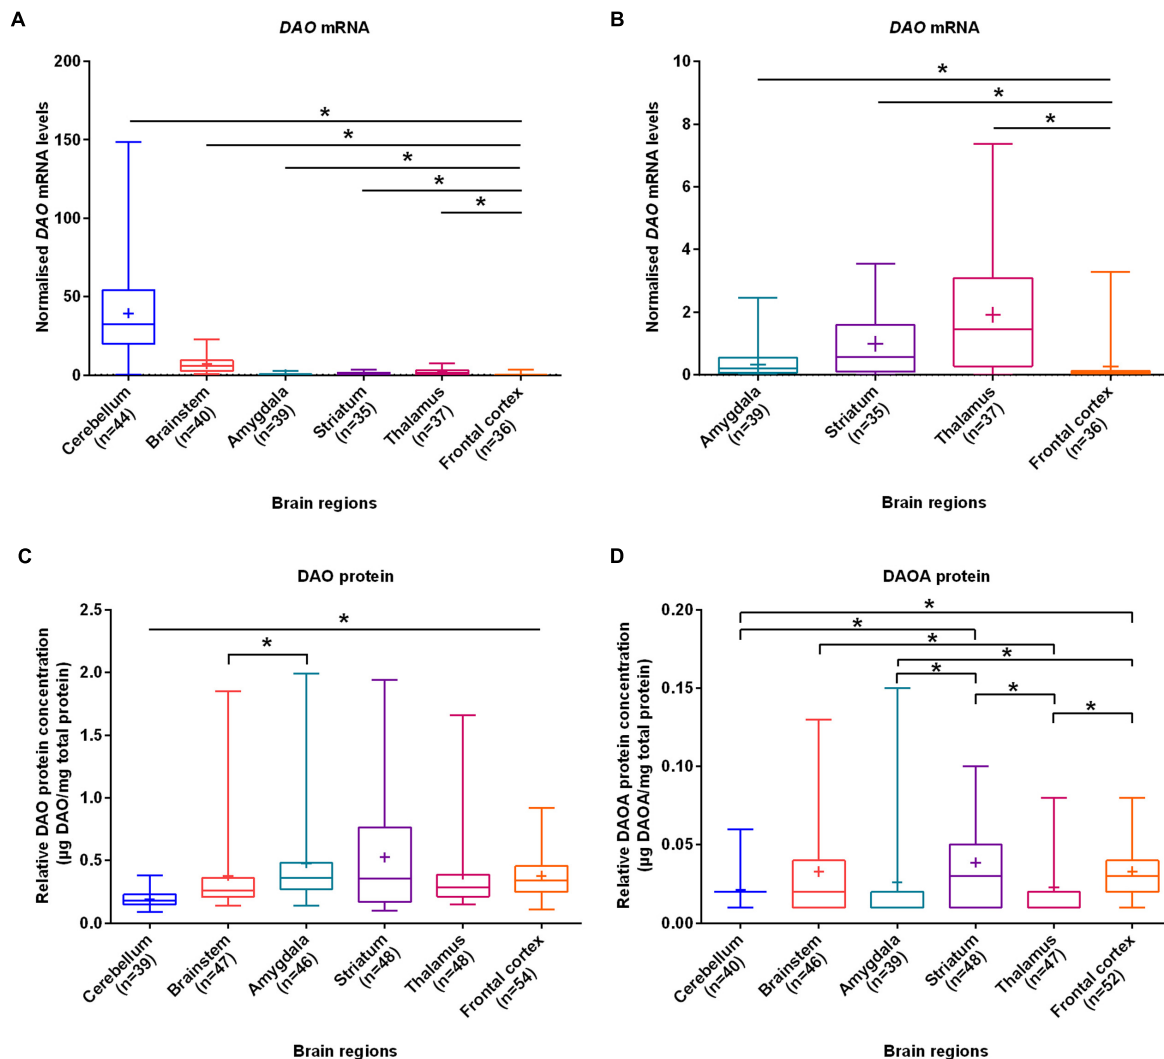 A
DAO mRNA
Normalised DAO mRNA levels
200
150
100
50
0
*
*
*
*
*
Cerebellum
(n=44)
Brainstem
(n=40)
Amygdala
(n=39)
Striatum
(n=35)
Thalamus
(n=37)
Frontal cortex
(n=36)
Brain regions
B
DAO mRNA
Normalised DAO mRNA levels
10
8
6
4
2
0
*
*
*
Amygdala
(n=39)
Striatum
(n=35)
Thalamus
(n=37)
Frontal cortex
(n=36)
Brain regions
C
DAO protein
Relative DAO protein concentration
(µg DAO/mg total protein)
2.5
2.0
1.5
1.0
0.5
0.0
*
*
Cerebellum
(n=39)
Brainstem
(n=47)
Amygdala
(n=46)
Striatum
(n=48)
Thalamus
(n=48)
Frontal cortex
(n=54)
Brain regions
D
DAOA protein
Relative DAOA protein concentration
(µg DAOA/mg total protein)
0.20
0.15
0.10
0.05
0.00
*
*
*
*
*
*
*
Cerebellum
(n=40)
Brainstem
(n=46)
Amygdala
(n=39)
Striatum
(n=48)
Thalamus
(n=47)
Frontal cortex
(n=52)
Brain regions